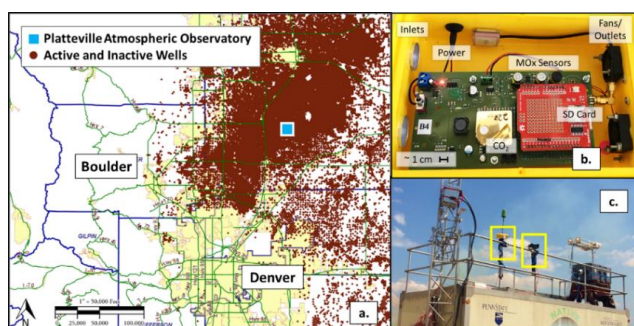 Platteville Atmospheric Observatory
Active and Inactive Wells
Boulder
GILPIN
Denver
1" = 50,000 Feet
25,000 50,000 100,000
a.
Inlets
Power
MOx Sensors
Fans/
Outlets
B4
SD Card
CO2
~ 1 cm
b.
c.
PENNSTATE